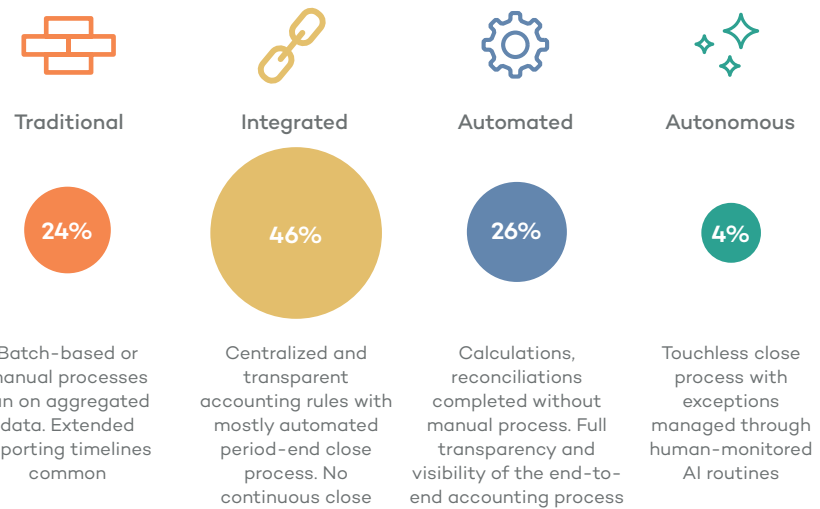 Traditional
Integrated
Automated
Autonomous
24%
46%
26%
4%
Batch-based or
manual processes
on aggregated
data. Extended
timelines
common
Centralized and
transparent
accounting rules with
mostly automated
period-end close
process. No
continuous close
Calculations,
reconciliations
completed without
manual process. Full
transparency and
visibility of the end-to-
end accounting process
Touchless close
process with
exceptions
managed through
human-monitored
AI routines